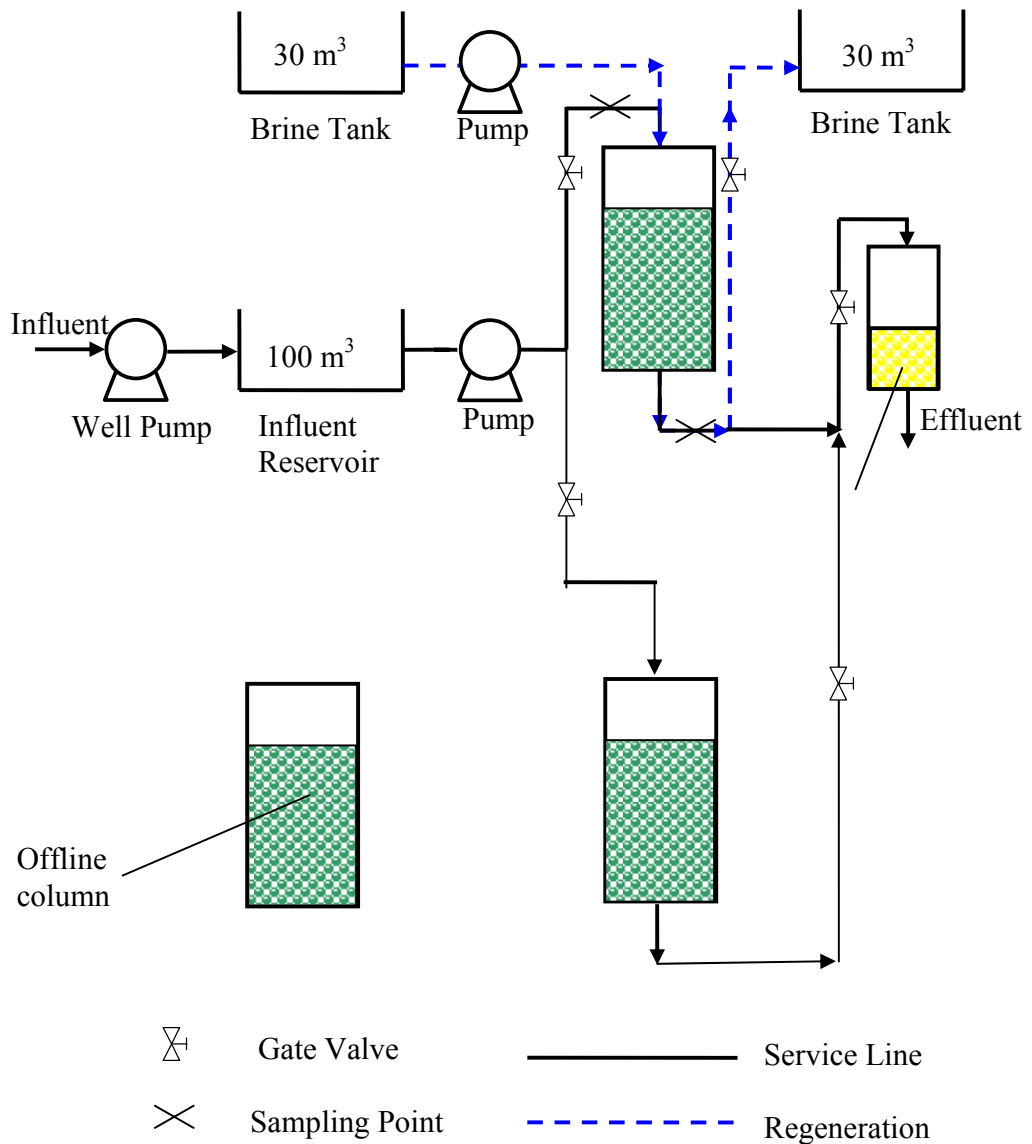 30 m³
30 m³
Brine Tank
Pump
Brine Tank
Influent
100 m³
Well Pump
Influent
Reservoir
Pump
Effluent
Offline
column
Gate Valve
Service Line
Sampling Point
Regeneration